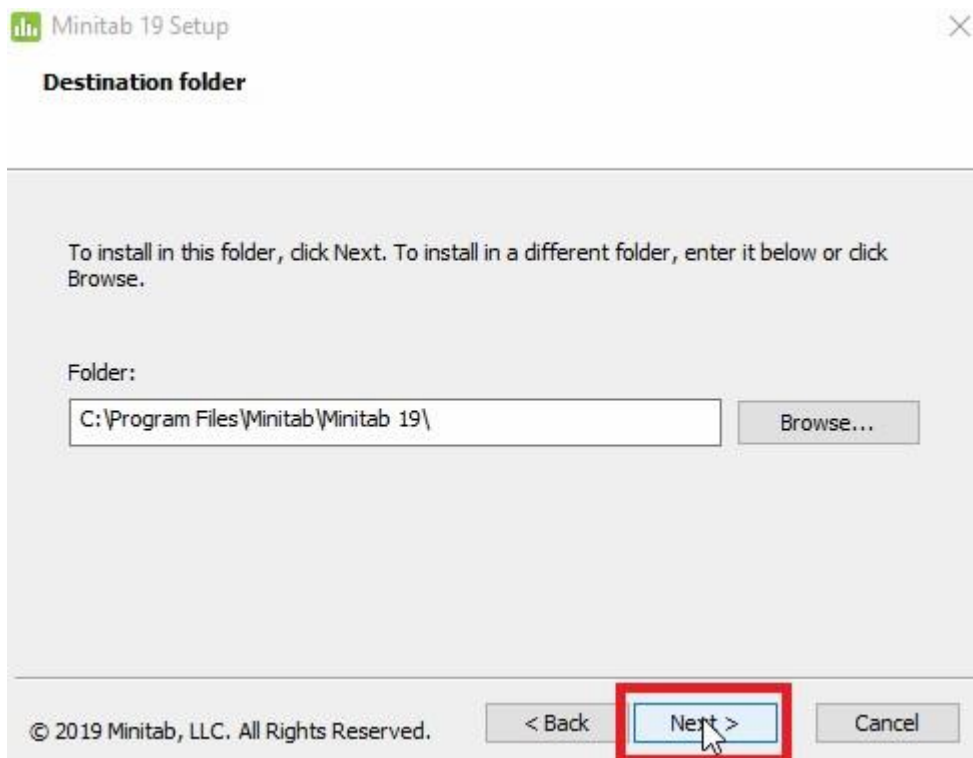 Minitab 19 Setup
Destination folder
To install in this folder, click Next. To install in a different folder, enter it below or click
Browse.
Folder:
C:\Program Files\Minitab\Minitab 19\
Browse...
© 2019 Minitab, LLC. All Rights Reserved.
< Back
Next >
Cancel